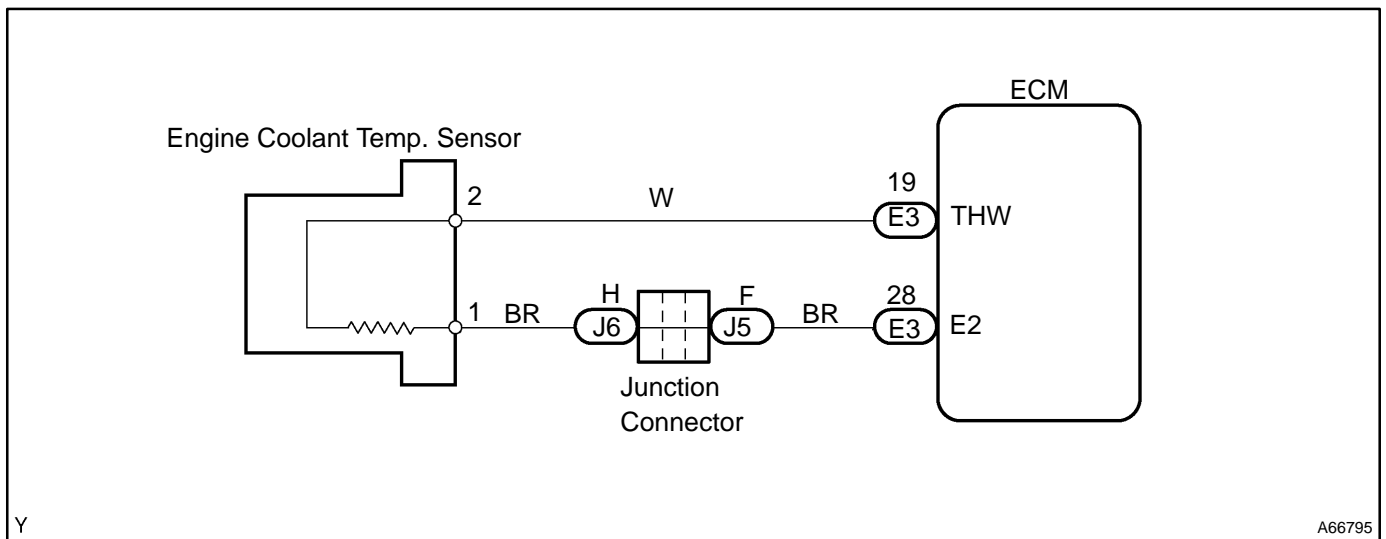 ECM
Engine Coolant Temp. Sensor
2
W
19
E3
THW
1
BR
H
J6
F
J5
BR
28
E3
E2
Junction
Connector
Y
A66795